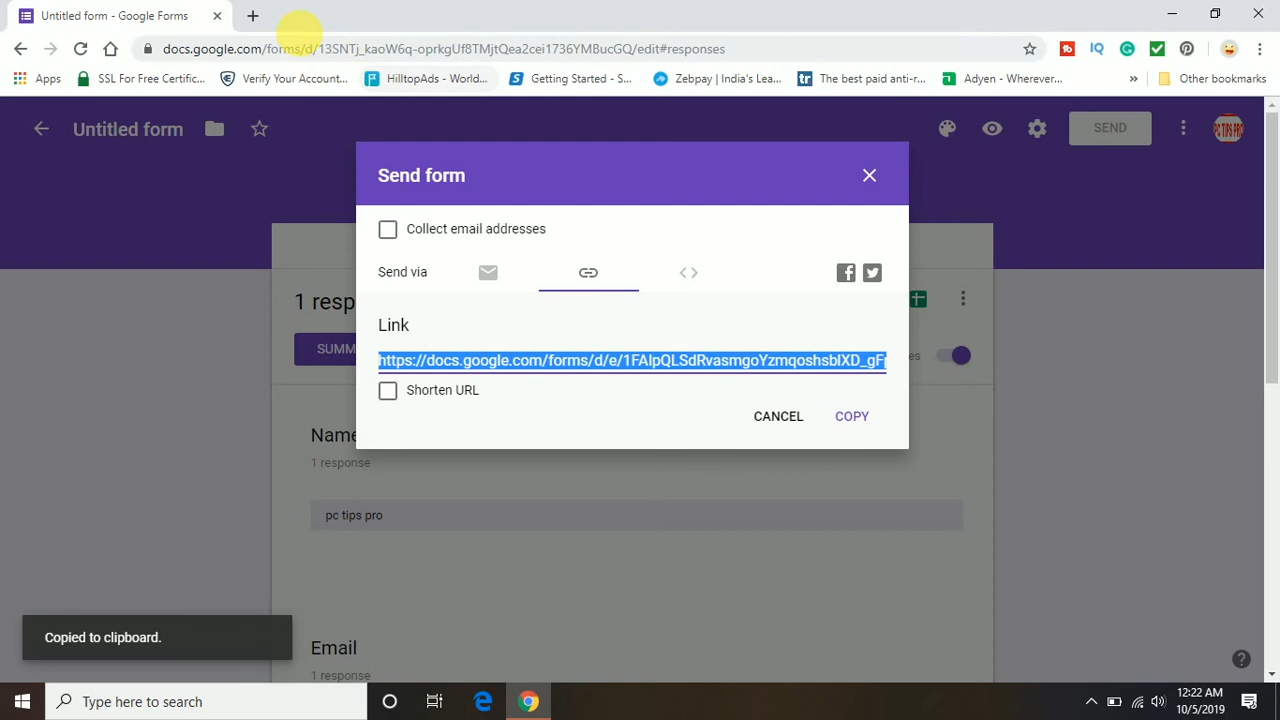 Untitled form - Google Forms
docs.google.com/forms/d/13SNTj_kaoW6q-oprkgUf8TMjtQea2cei1736YMBucGQ/edit#responses
Apps
SSL For Free Certific...
Verify Your Account...
HilltopAds - World...
Getting Started - S...
Zebpay | India's Lea...
The best paid anti-r...
Adyen - Wherever...
Other bookmarks
Untitled form
SEND
PC TIPS PRO
Send form
Collect email addresses
Send via
1 resp
Link
SUMM
https://docs.google.com/forms/d/e/1FAIpQLSdRvasmgoYzmqoshsblXD_gF
Shorten URL
CANCEL
COPY
Name
1 response
pc tips pro
Copied to clipboard.
Email
1 response
Type here to search
12:22 AM
10/5/2019